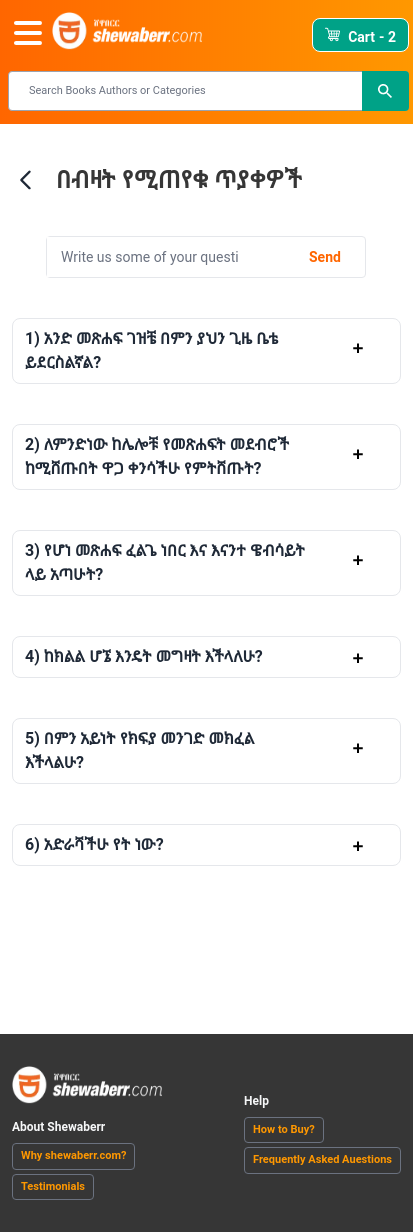 ሸዋበርር
shewaberr.com
Cart - 2
Search Books Authors or Categories
በብዛት የሚጠየቁ ጥያቀዎች
Write us some of your questi
Send
1) አንድ መጽሐፍ ገዝቼ በምን ያህን ጊዜ ቤቴ
ይደርስልኛል?
+
2) ለምንድነው ከሌሎቹ የመጽሐፍት መደብሮች
ከሚሸጡበት ዋጋ ቀንሳችሁ የምትሸጡት?
+
3) የሆነ መጽሐፍ ፈልጌ ነበር እና እናንተ ዌብሳይት
ላይ አጣሁት?
+
4) ከክልል ሆኜ እንዴት መግዛት እችላለሁ?
+
5) በምን አይነት የክፍያ መንገድ መክፈል
እችላልሁ?
+
6) አድራሻችሁ የት ነው?
+
ሸዋበርር
shewaberr.com
About Shewaberr
Why shewaberr.com?
Testimonials
Help
How to Buy?
Frequently Asked Auestions